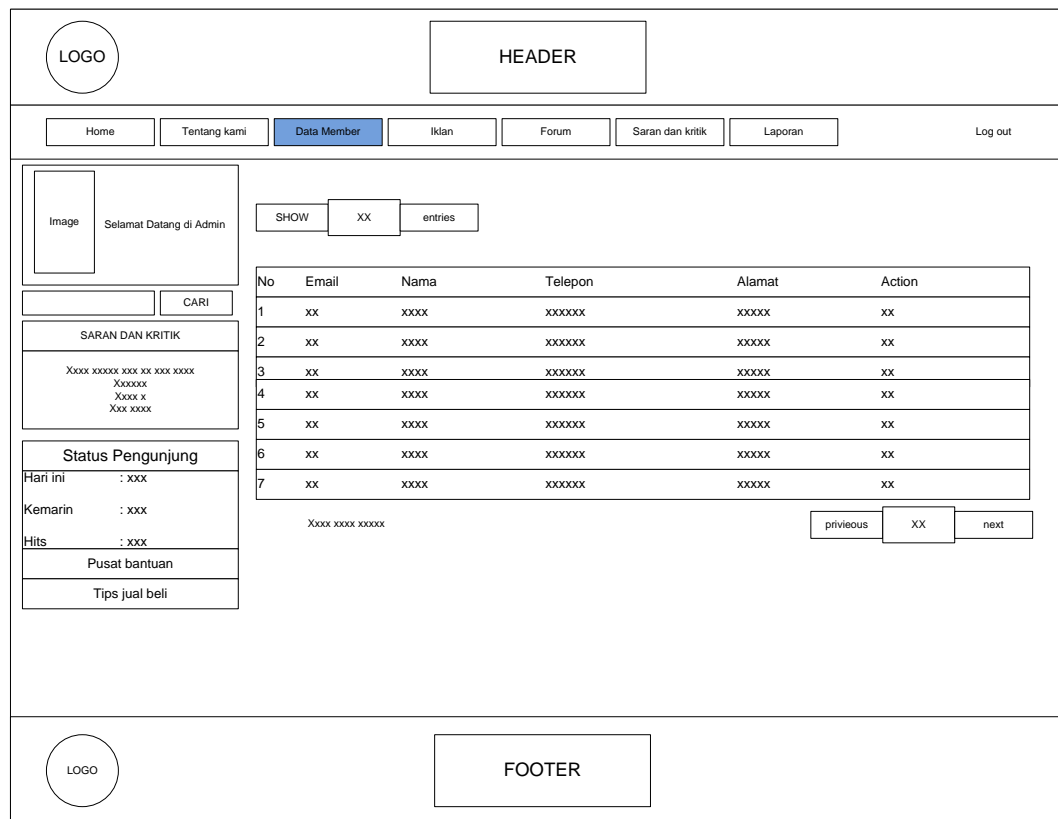 LOGO
HEADER
Home
Tentang kami
Data Member
Iklan
Forum
Saran dan kritik
Laporan
Log out
Image
Selamat Datang di Admin
CARI
SARAN DAN KRITIK
Xxxx xxxxx xxx xx xxx xxxx
Xxxxxx
Xxxx x
Xxx xxxx
Status Pengunjung
Hari ini : xxx
Kemarin : xxx
Hits : xxx
Pusat bantuan
Tips jual beli
SHOW XX entries
No Email Nama Telepon Alamat Action
1 xx xxxx xxxxxx xxxxx xx
2 xx xxxx xxxxxx xxxxx xx
3 xx xxxx xxxxxx xxxxx xx
4 xx xxxx xxxxxx xxxxx xx
5 xx xxxx xxxxxx xxxxx xx
6 xx xxxx xxxxxx xxxxx xx
7 xx xxxx xxxxxx xxxxx xx
Xxxx xxxx xxxxx
privieous XX next
LOGO
FOOTER